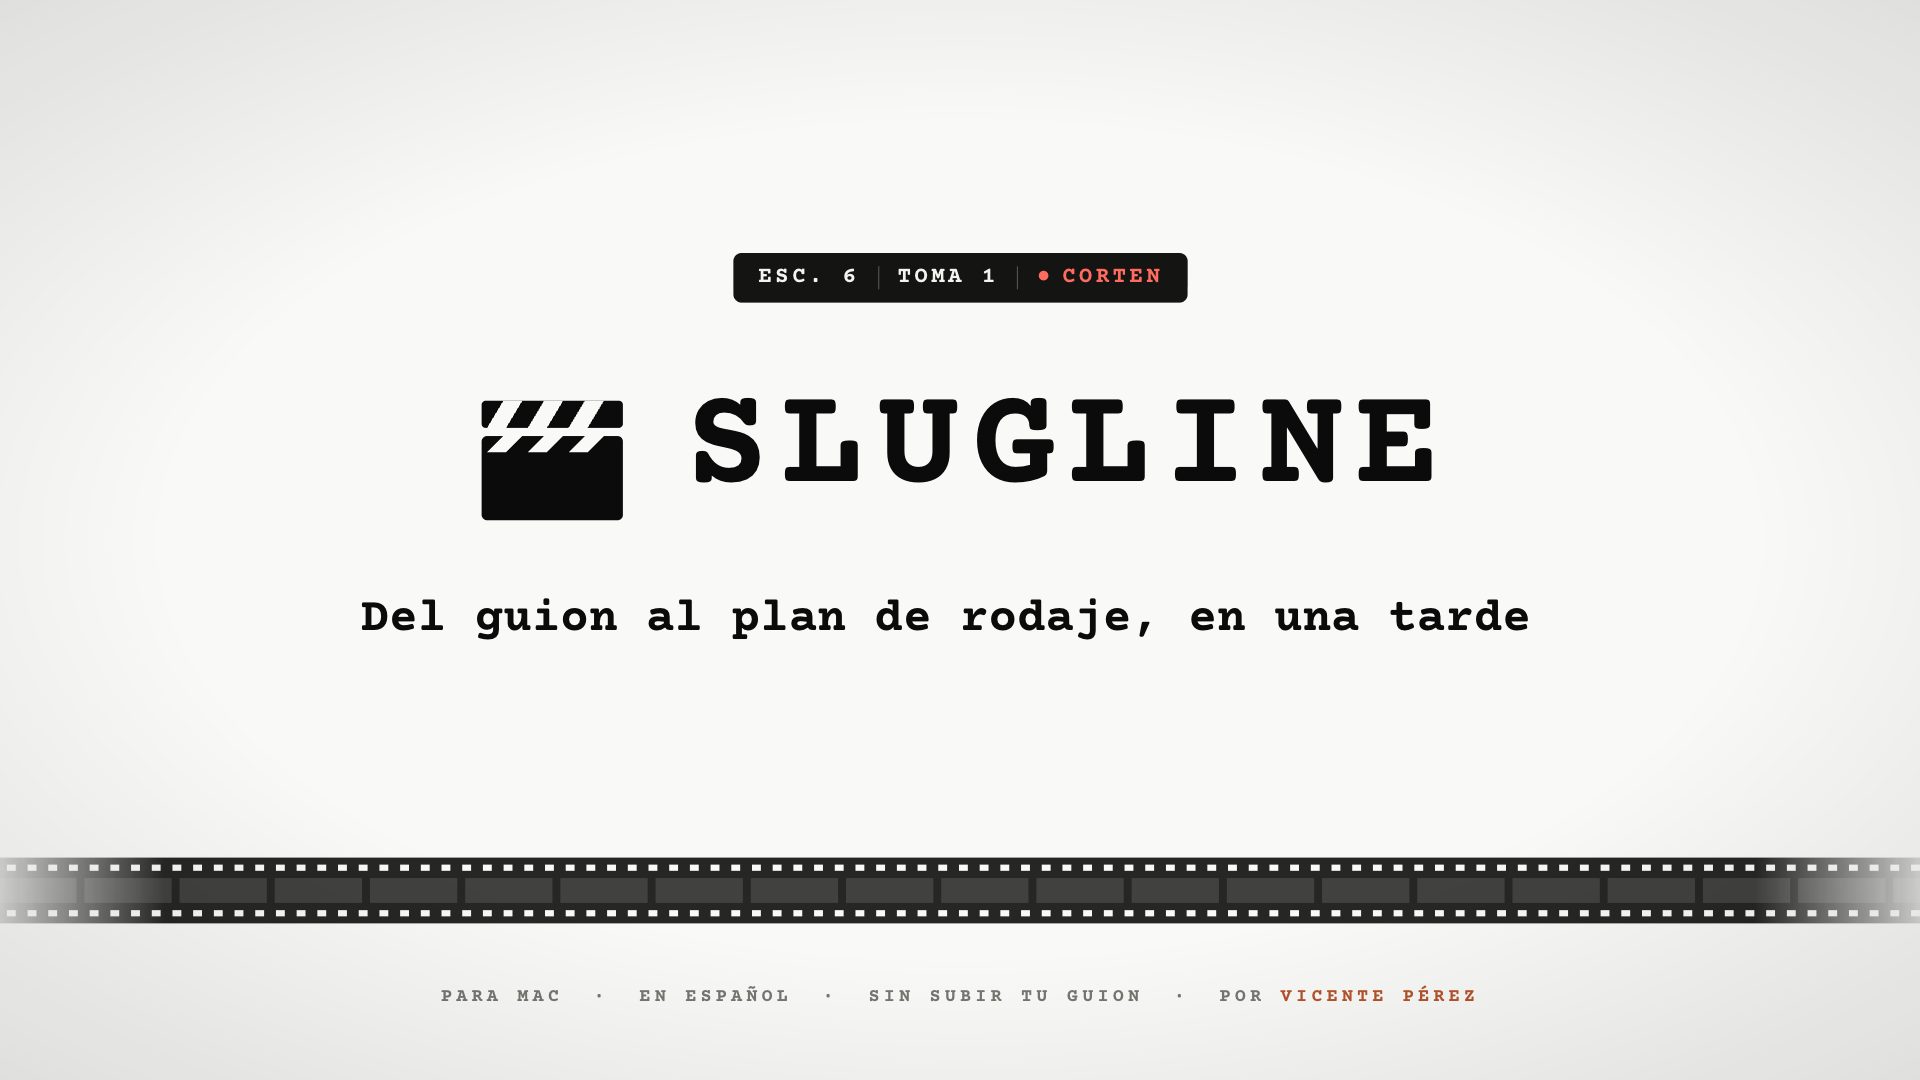 ESC. 6 TOMA 1 CORTEN
SLUGLINE
Del guion al plan de rodaje, en una tarde
PARA MAC · EN ESPAÑOL · SIN SUBIR TU GUION · POR VICENTE PÉREZ